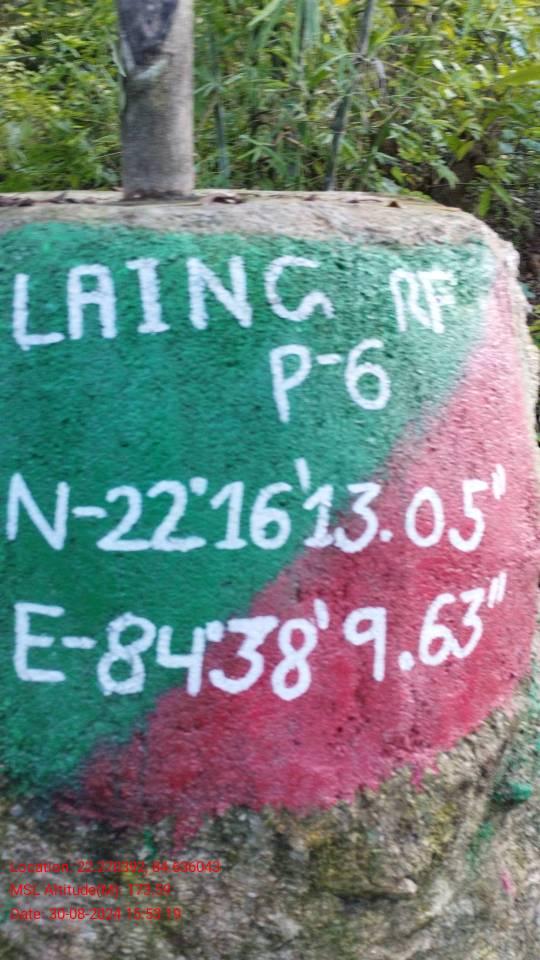 LAING RF
P-6
N-22°16'13.05"
E-84°38'9.63"
Location: 22.270302, 84.636043
MSL Altitude(M): 173.59
Date: 30-08-2024 15:53:19